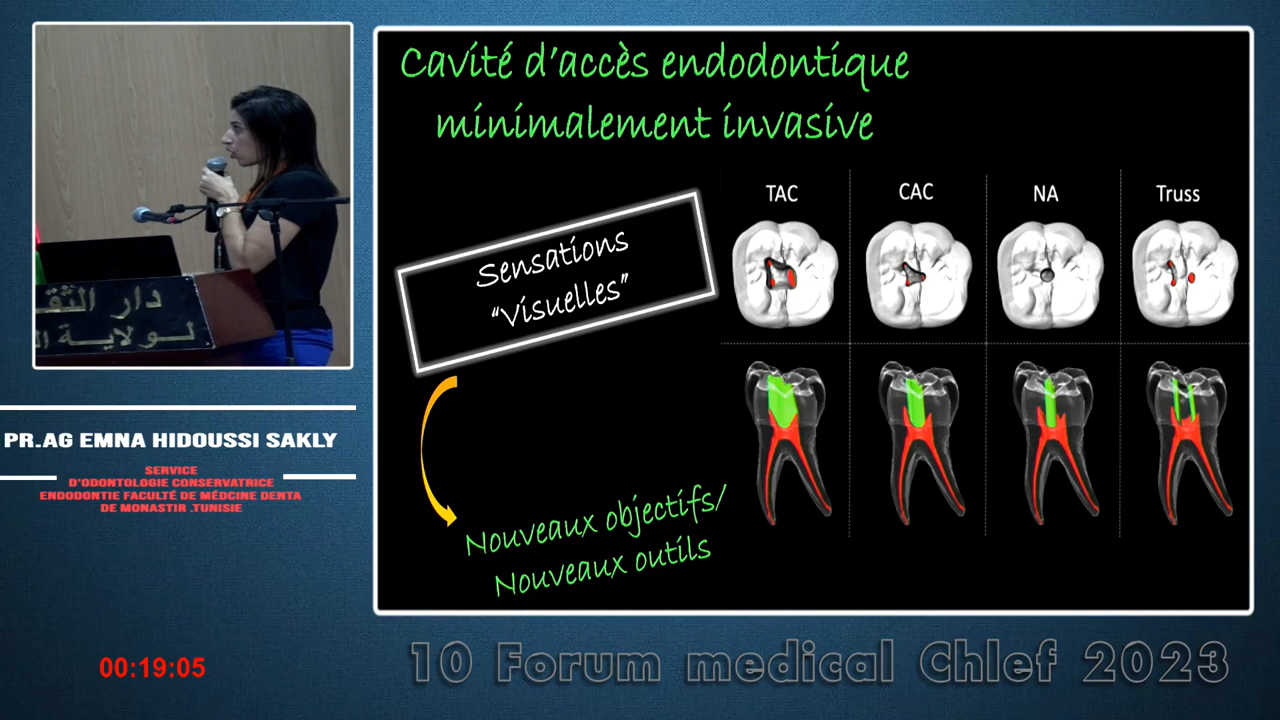 Cavité d'accès endodontique
minimalement invasive
Sensations
"Visuelles"
TAC
CAC
NA
Truss
Nouveaux objectifs/
Nouveaux outils
دار الثقـ
لـولايـة الـ
PR.AG EMNA HIDOUSSI SAKLY
SERVICE
D'ODONTOLOGIE CONSERVATRICE
ENDODONTIE FACULTÉ DE MÉDCINE DENTA
DE MONASTIR .TUNISIE
00:19:05
10 Forum medical Chlef 2023